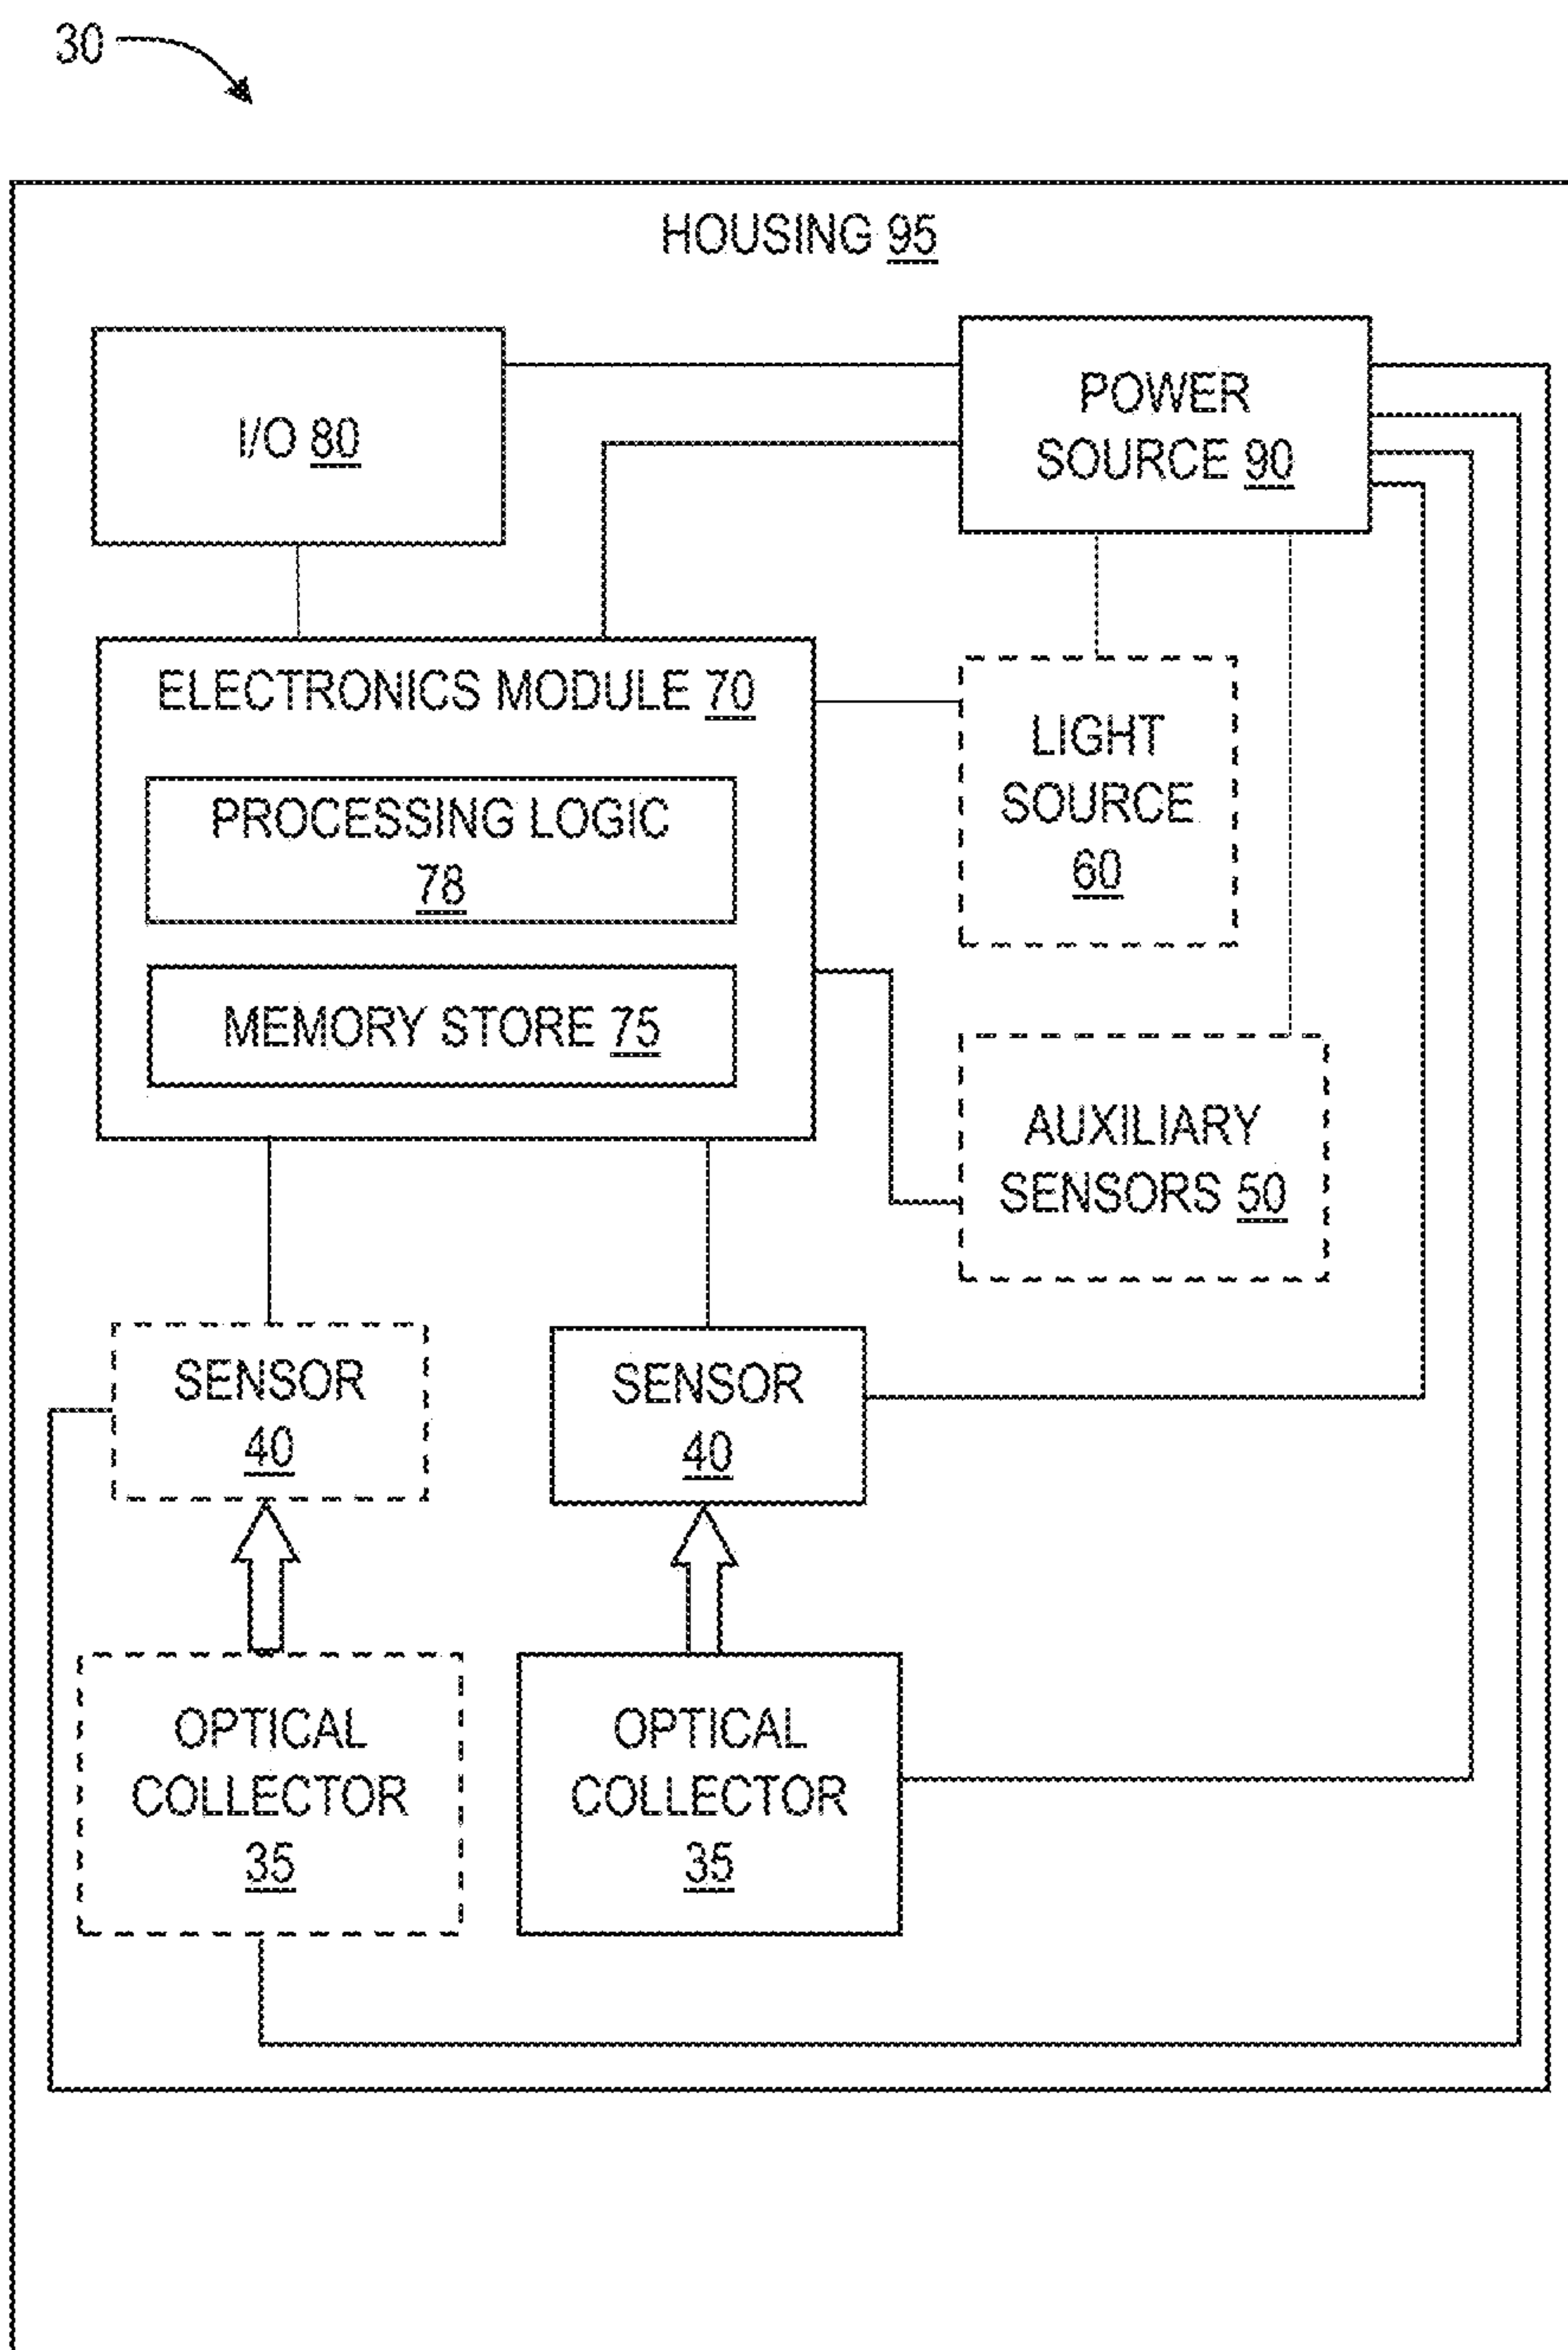 30
HOUSING 95
I/O 80
POWER
SOURCE 90
ELECTRONICS MODULE 70
PROCESSING LOGIC
78
MEMORY STORE 75
LIGHT
SOURCE
60
AUXILIARY
SENSORS 50
SENSOR
40
SENSOR
40
OPTICAL
COLLECTOR
35
OPTICAL
COLLECTOR
35